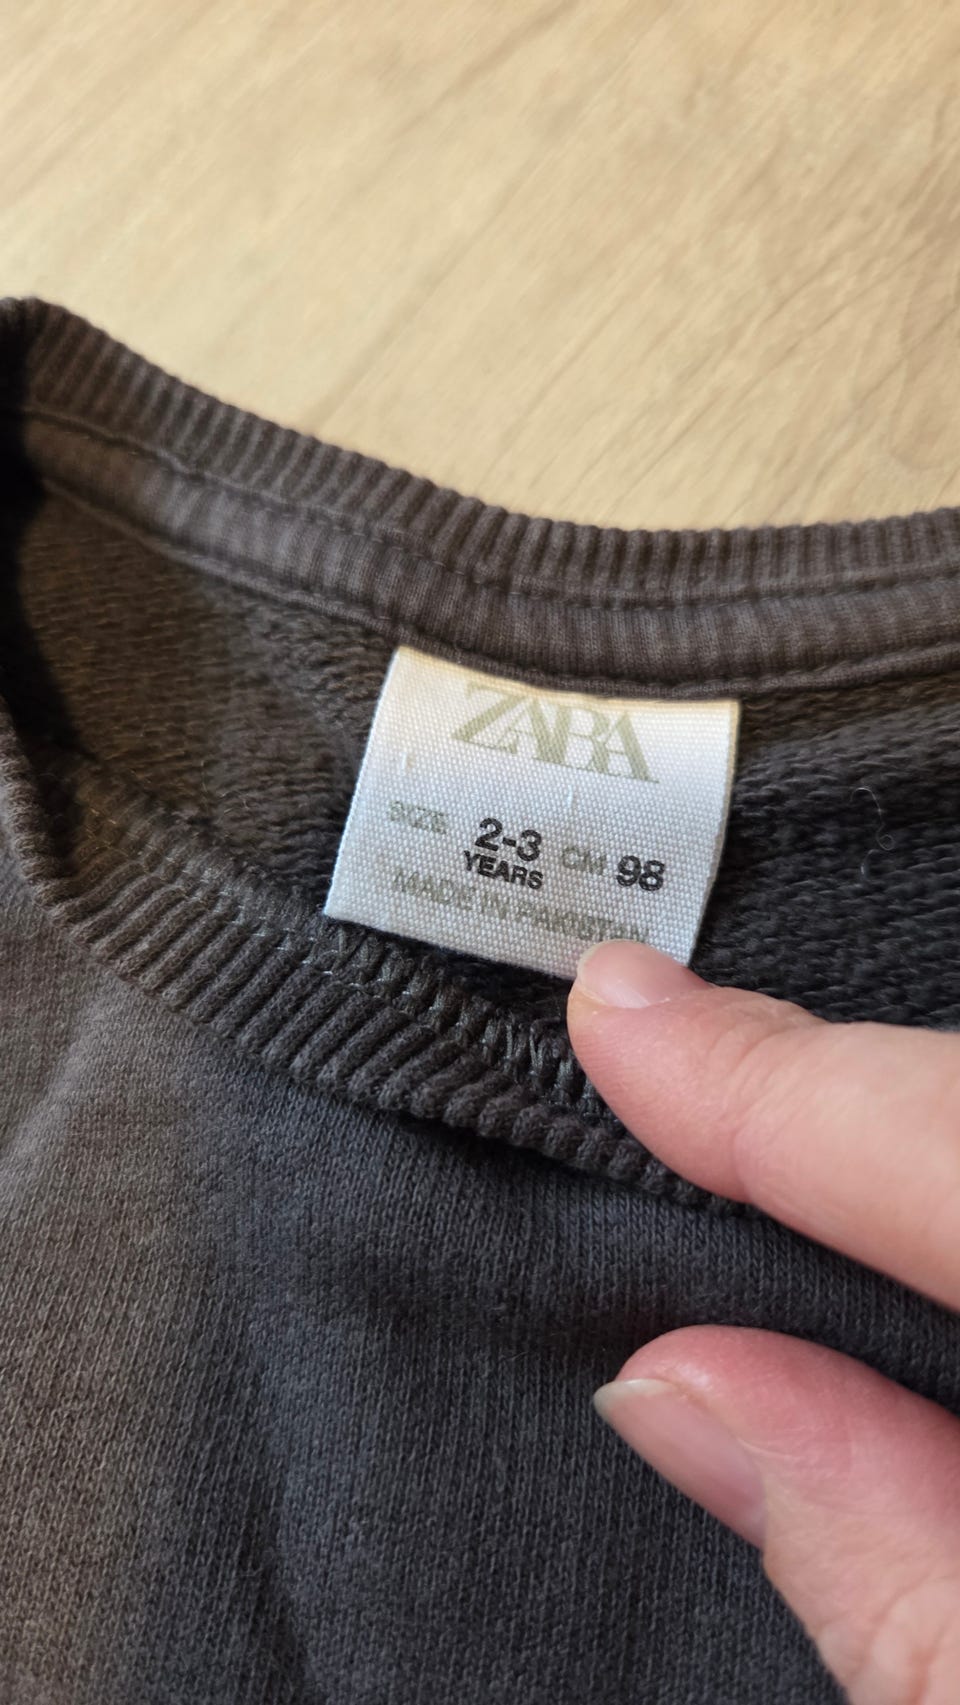 ZARA
SIZE 2-3 YEARS CM 98
MADE IN PAKISTAN